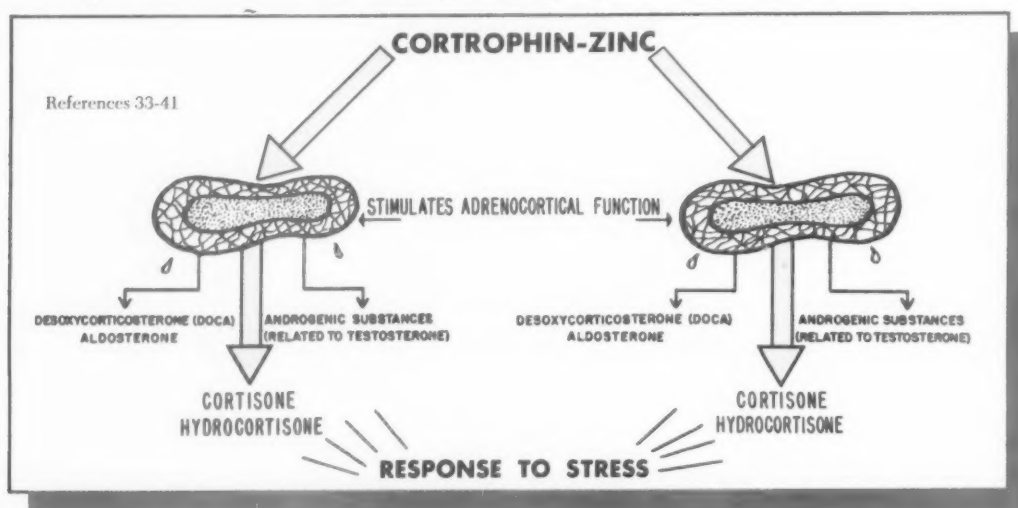 CORTROPHIN-ZINC
References 33-41
STIMULATES ADRENOCORTICAL FUNCTION
DESOXYCORTICOSTEROME (DOCA)
ALDOSTERONE
ANDROGENIC SUBSTANCES
(RELATED TO TESTOSTERONE)
DESOXYCORTICOSTERONE (DOCA)
ALDOSTERONE
ANDROGENIC SUBSTANCES
(RELATED TO TESTOSTERONE)
CORTISONE
HYDROCORTISONE
CORTISONE
HYDROCORTISONE
RESPONSE TO STRESS